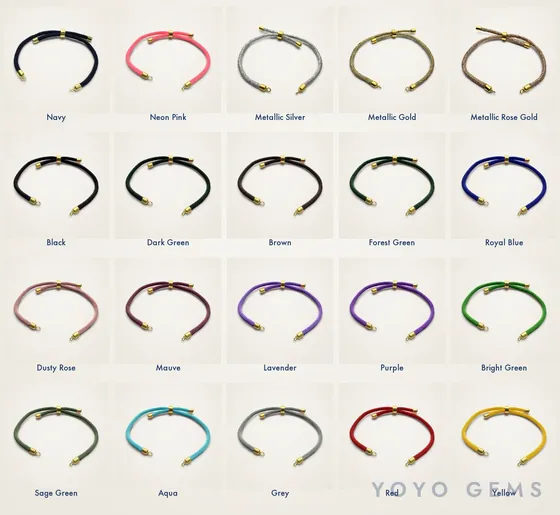 Navy
Neon Pink
Metallic Silver
Metallic Gold
Metallic Rose Gold
Black
Dark Green
Brown
Forest Green
Royal Blue
Dusty Rose
Mauve
Lavender
Purple
Bright Green
Sage Green
Aqua
Grey
Red
Yellow
YOYO GEMS